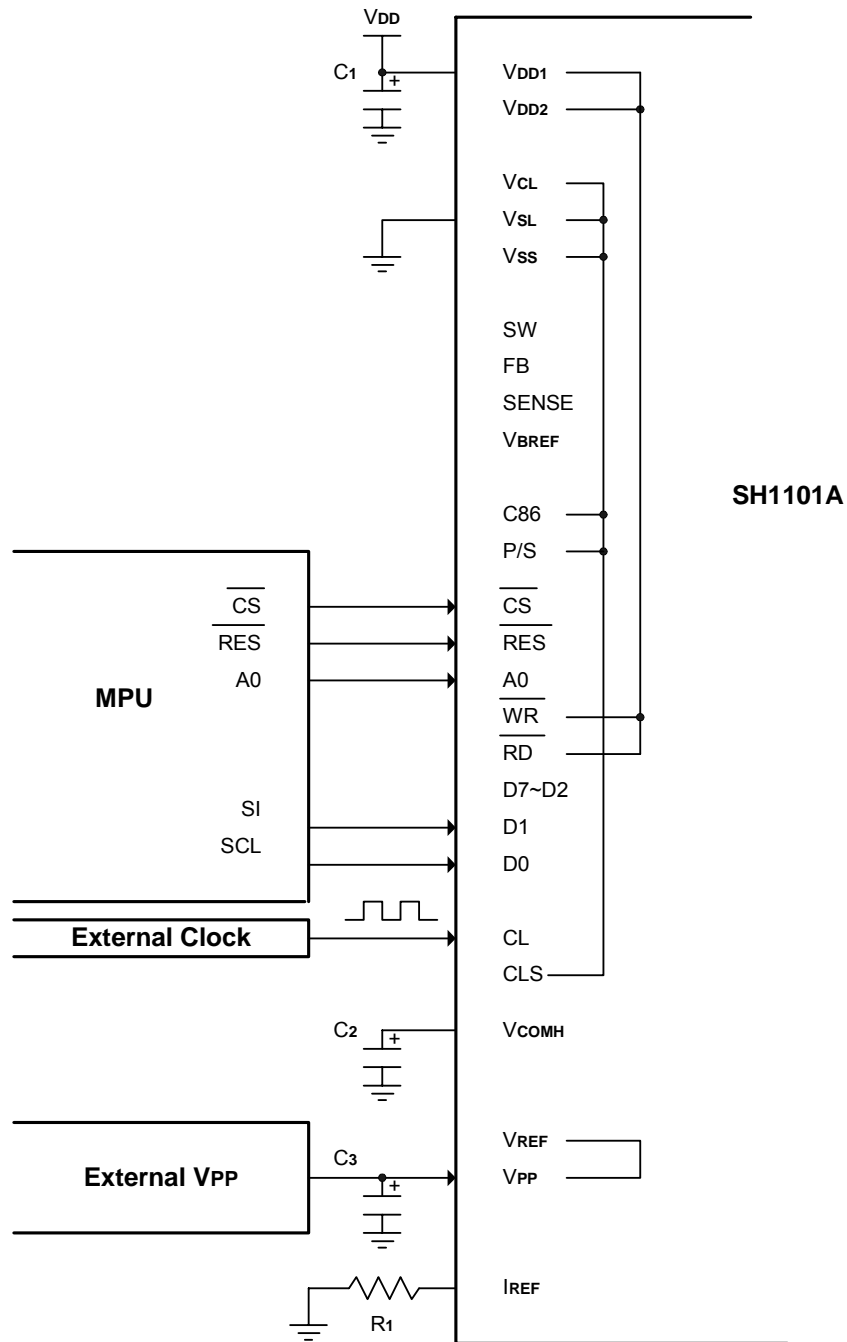 VDD
C1
+
VDD1
VDD2
VCL
VSL
VSS
SW
FB
SENSE
VBREF
SH1101A
C86
P/S
CS
CS
RES
RES
A0
A0
MPU
WR
RD
D7~D2
SI
D1
SCL
D0
External Clock
CL
CLS
C2
+
VCOMH
VREF
External VPP
C3
+
VPP
IREF
R1